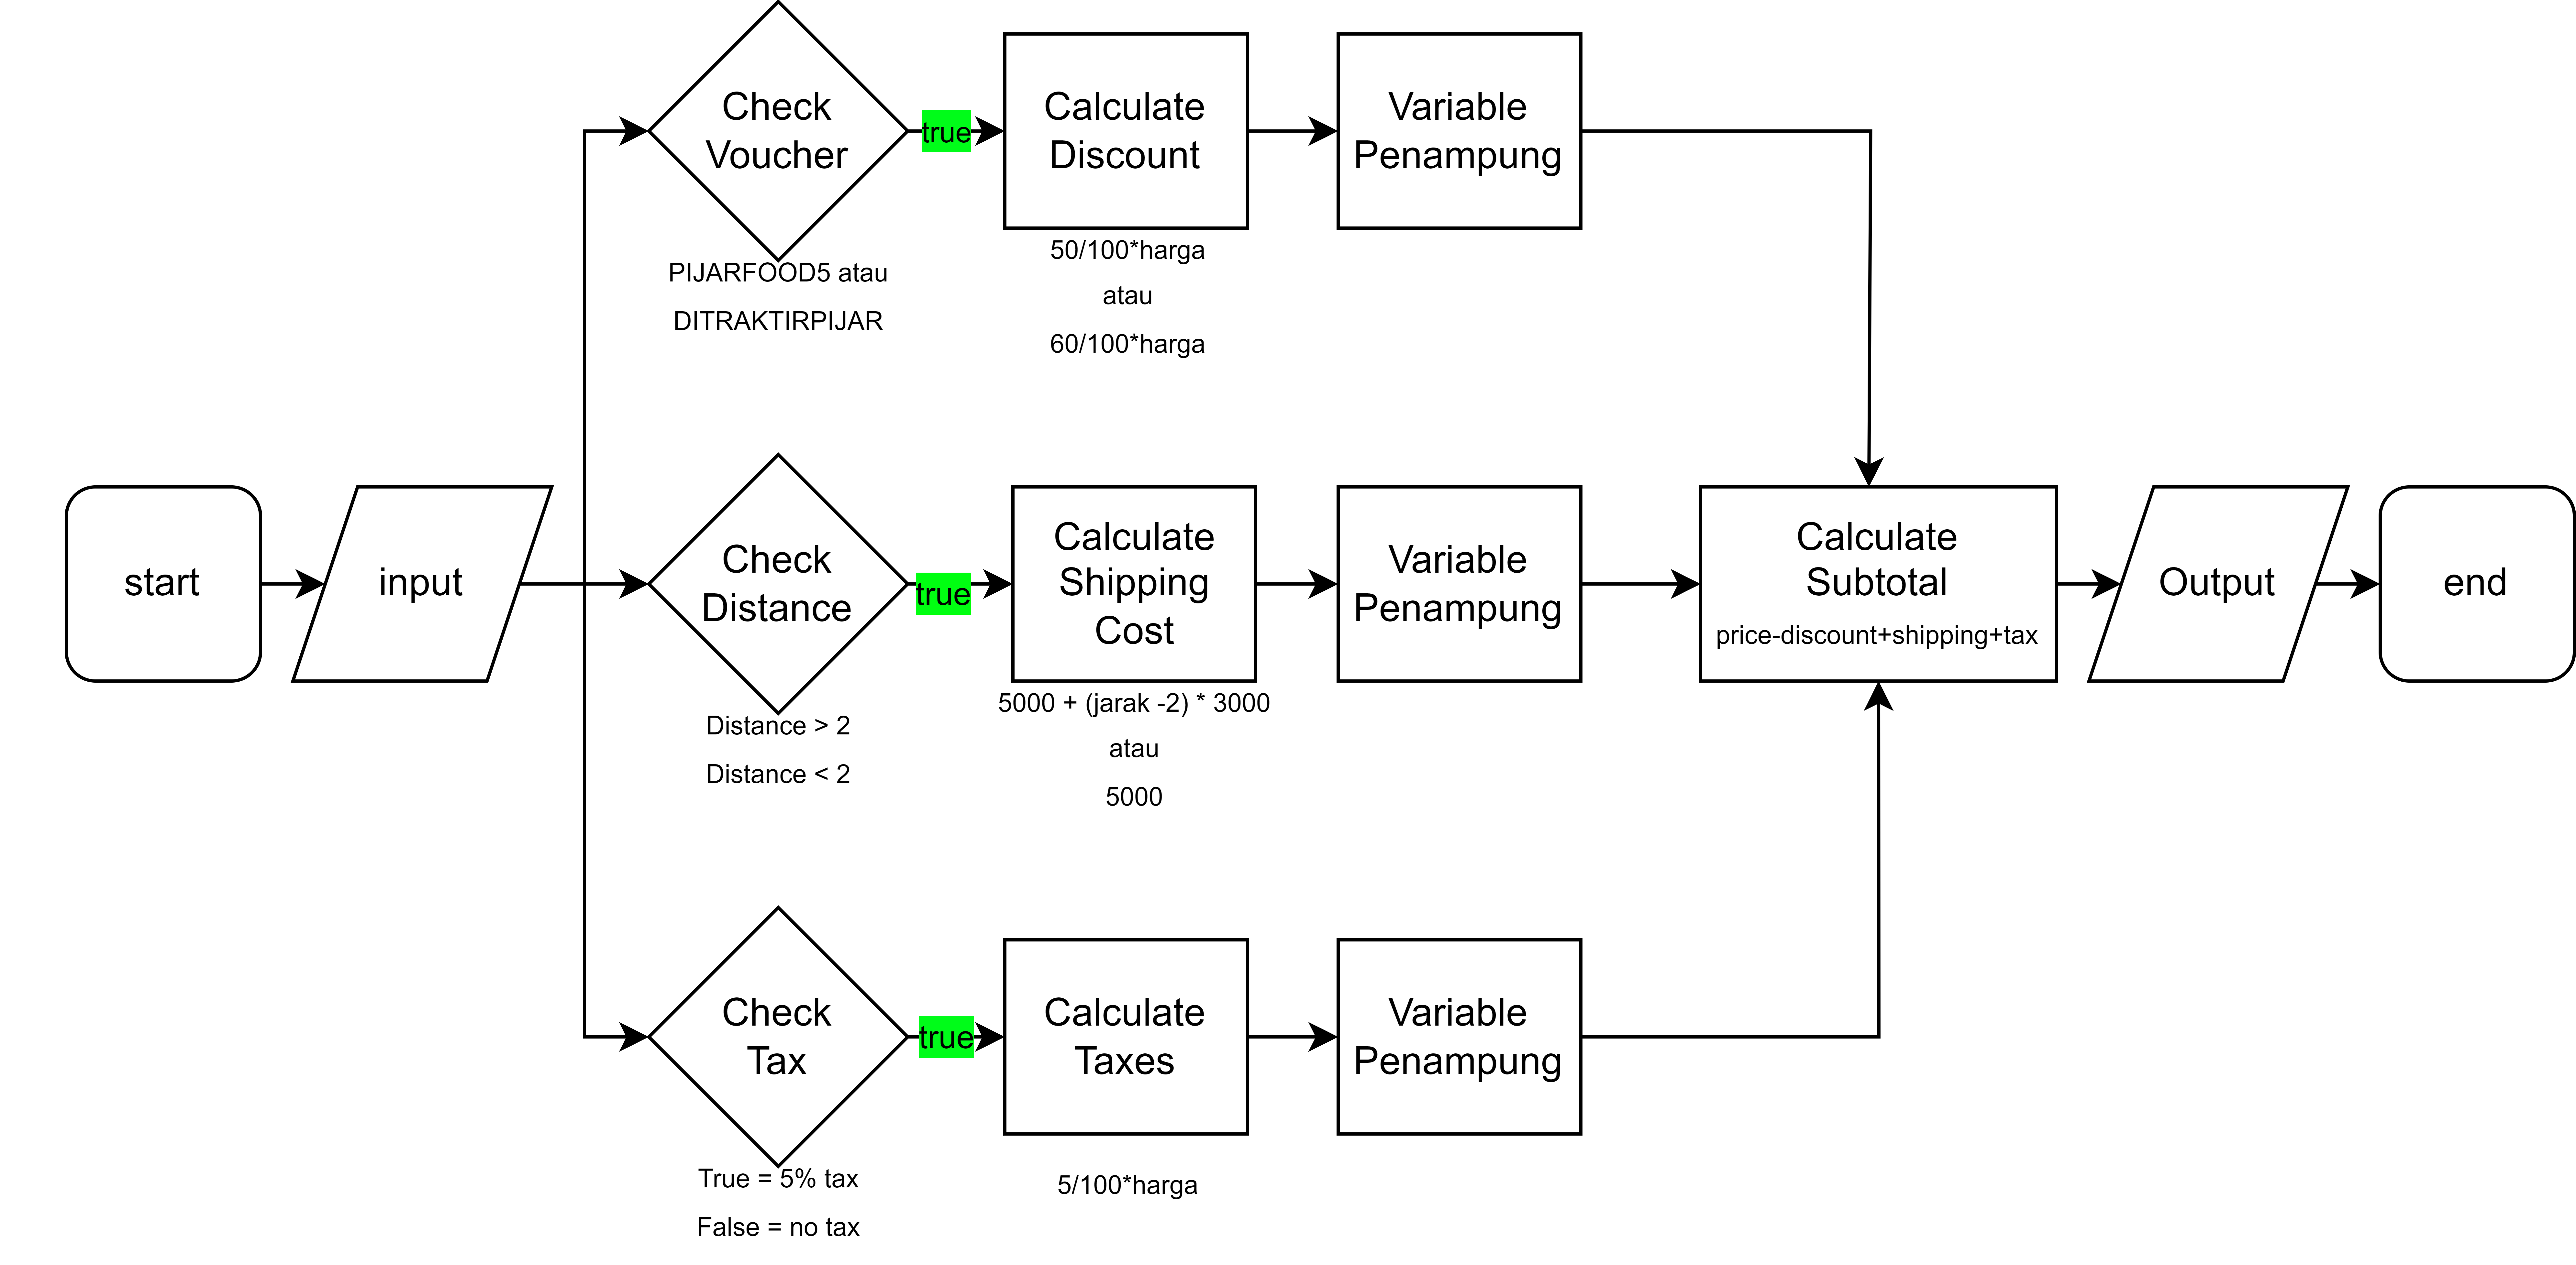 start
input
Check
Voucher
PIJARFOOD5 atau
DITRAKTIRPIJAR
true
Calculate
Discount
50/100*harga
atau
60/100*harga
Variable
Penampung
Check
Distance
Distance > 2
Distance < 2
true
Calculate
Shipping
Cost
5000 + (jarak -2) * 3000
atau
5000
Variable
Penampung
Check
Tax
True = 5% tax
False = no tax
true
Calculate
Taxes
5/100*harga
Variable
Penampung
Calculate
Subtotal
price-discount+shipping+tax
Output
end